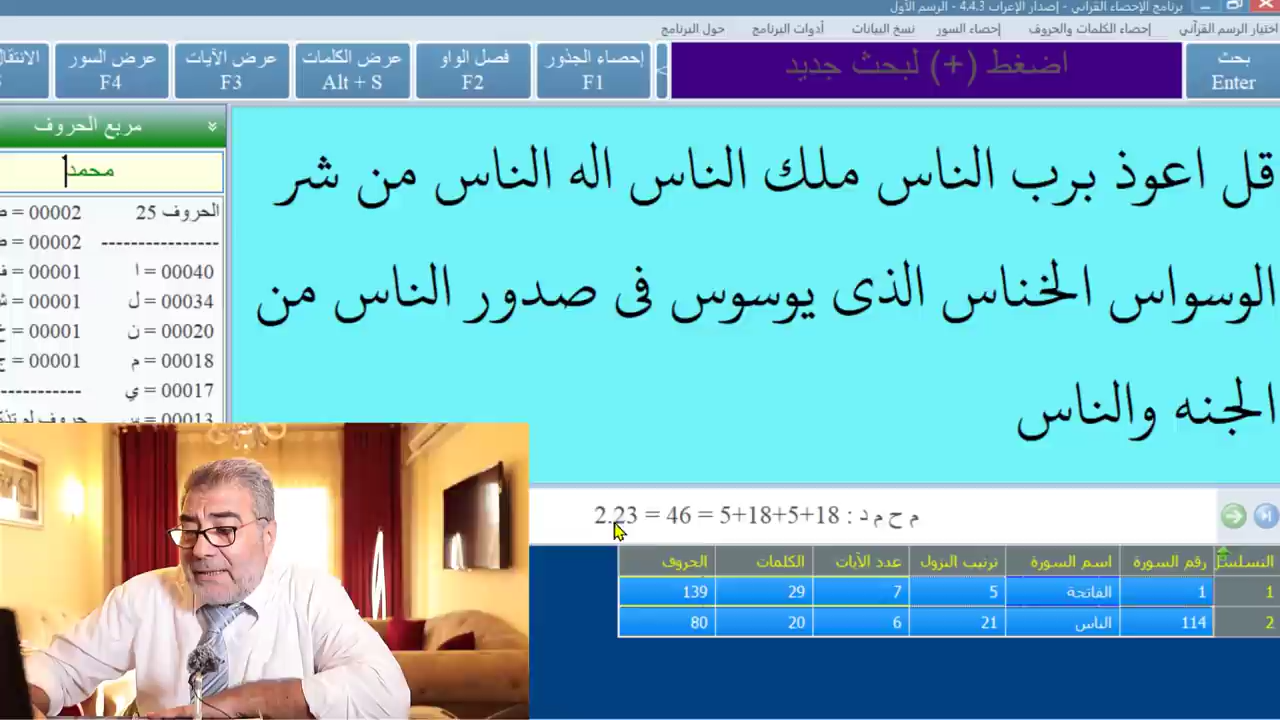 برنامج الإحصاء القرآني - إصدار الإعراب 4.4.3 - الرسم الأول
اختيار الرسم القرآني إحصاء الكلمات والحروف إحصاء السور نسخ البيانات أدوات البرنامج حول البرنامج
بحث
Enter
اضغط (+) لبحث جديد
>
إحصاء الجذور
F1
فصل الواو
F2
عرض الكلمات
Alt + S
عرض الآيات
F3
عرض السور
F4
مربع الحروف
محمد
الحروف 25
00002 =
----------------
00002 =
ا = 00040
00001 =
ل = 00034
00001 =
ن = 00020
00001 =
م = 00018
00001 =
ي = 00017
-----------
س = 00013
حروف لم
قل اعوذ برب الناس ملك الناس اله الناس من شر
الوسواس الخناس الذى يوسوس فى صدور الناس من
الجنه والناس
م ح م د : 18+5+18+5 = 46 = 2.23
التسلسل رقم السورة اسم السورة ترتيب النزول عدد الآيات الكلمات الحروف
1 1 الفاتحة 5 7 29 139
2 114 الناس 21 6 20 80